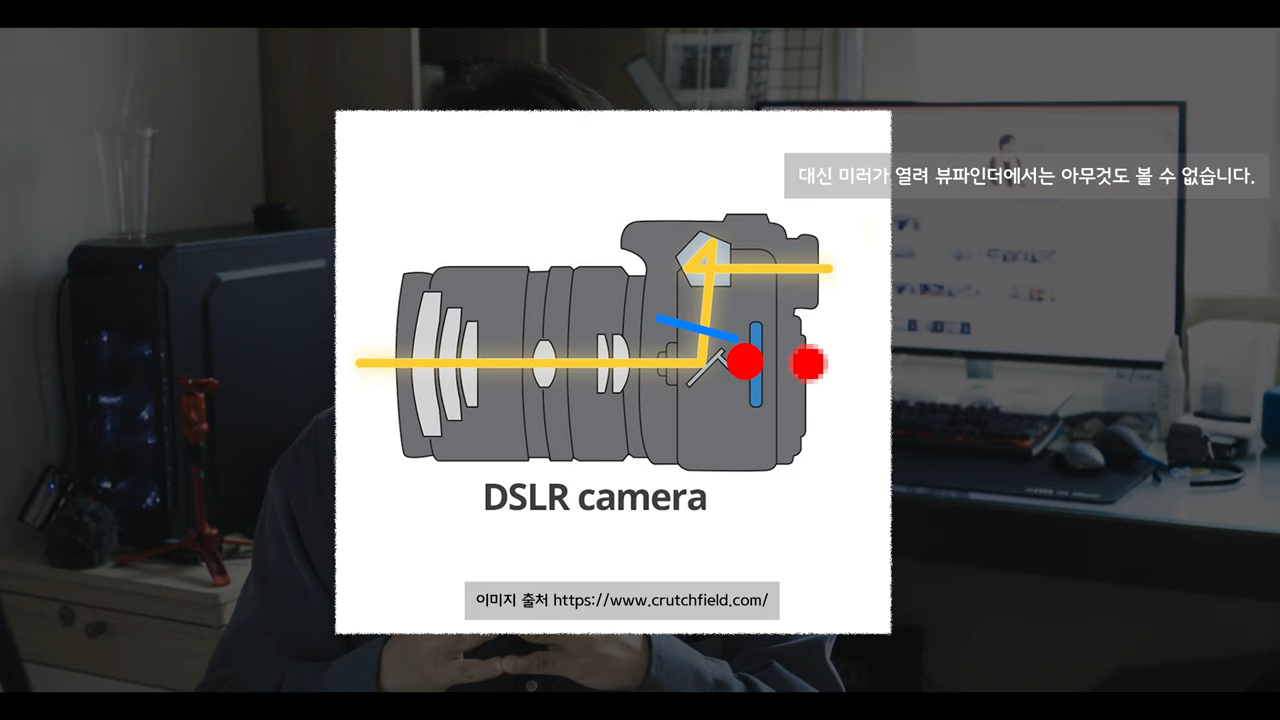 대신 미러가 열려 뷰파인더에서는 아무것도 볼 수 없습니다.
DSLR camera
이미지 출처 https://www.crutchfield.com/